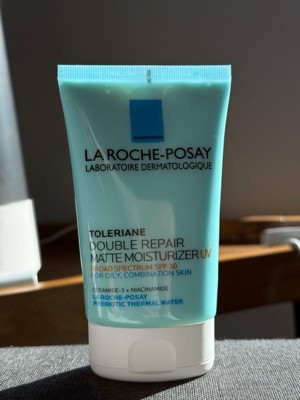 LA ROCHE-POSAY
LABORATOIRE DERMATOLOGIQUE
TOLERIANE
DOUBLE REPAIR
MATTE MOISTURIZER UV
BROAD SPECTRUM SPF 30
FOR OILY, COMBINATION SKIN
CERAMIDE-3 + NIACINAMIDE
LA ROCHE-POSAY
PREBIOTIC THERMAL WATER